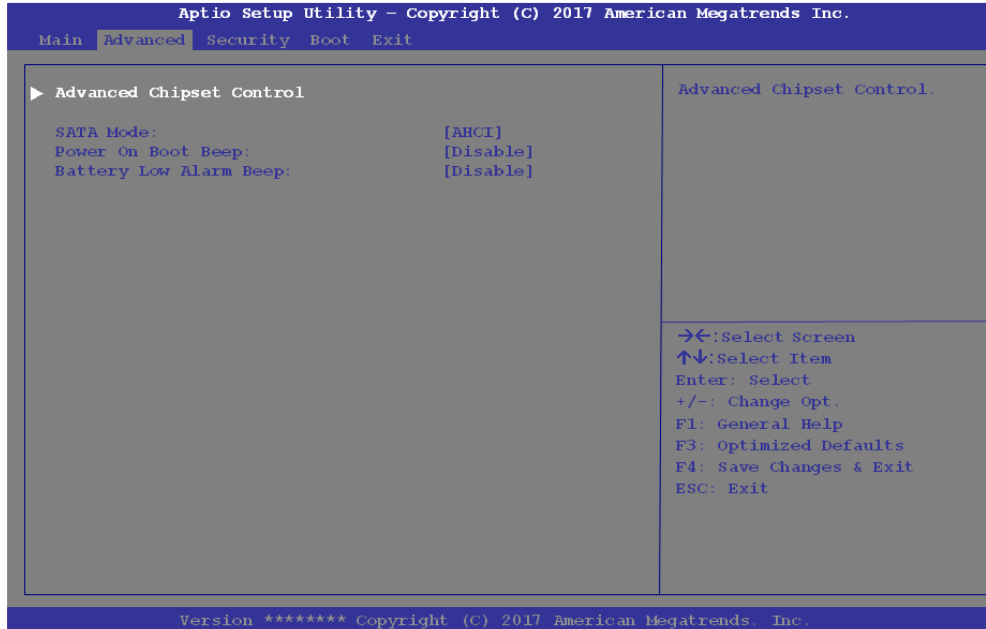 Aptio Setup Utility – Copyright (C) 2017 American Megatrends Inc.
Main Advanced Security Boot Exit
▶ Advanced Chipset Control
SATA Mode: [AHCI]
Power On Boot Beep: [Disable]
Battery Low Alarm Beep: [Disable]
Advanced Chipset Control.
→←:Select Screen
↑↓:Select Item
Enter: Select
+/-: Change Opt.
F1: General Help
F3: Optimized Defaults
F4: Save Changes & Exit
ESC: Exit
Version ******** Copyright (C) 2017 American Megatrends. Inc.